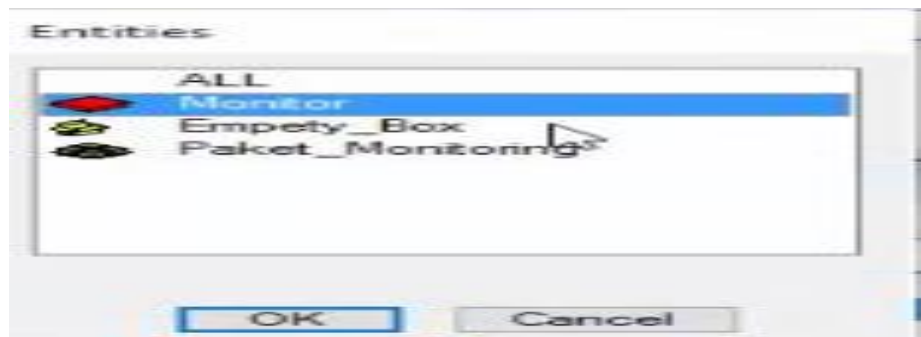 Entities
ALL
Monitor
Empety_Box
Paket_Monitoring
OK
Cancel